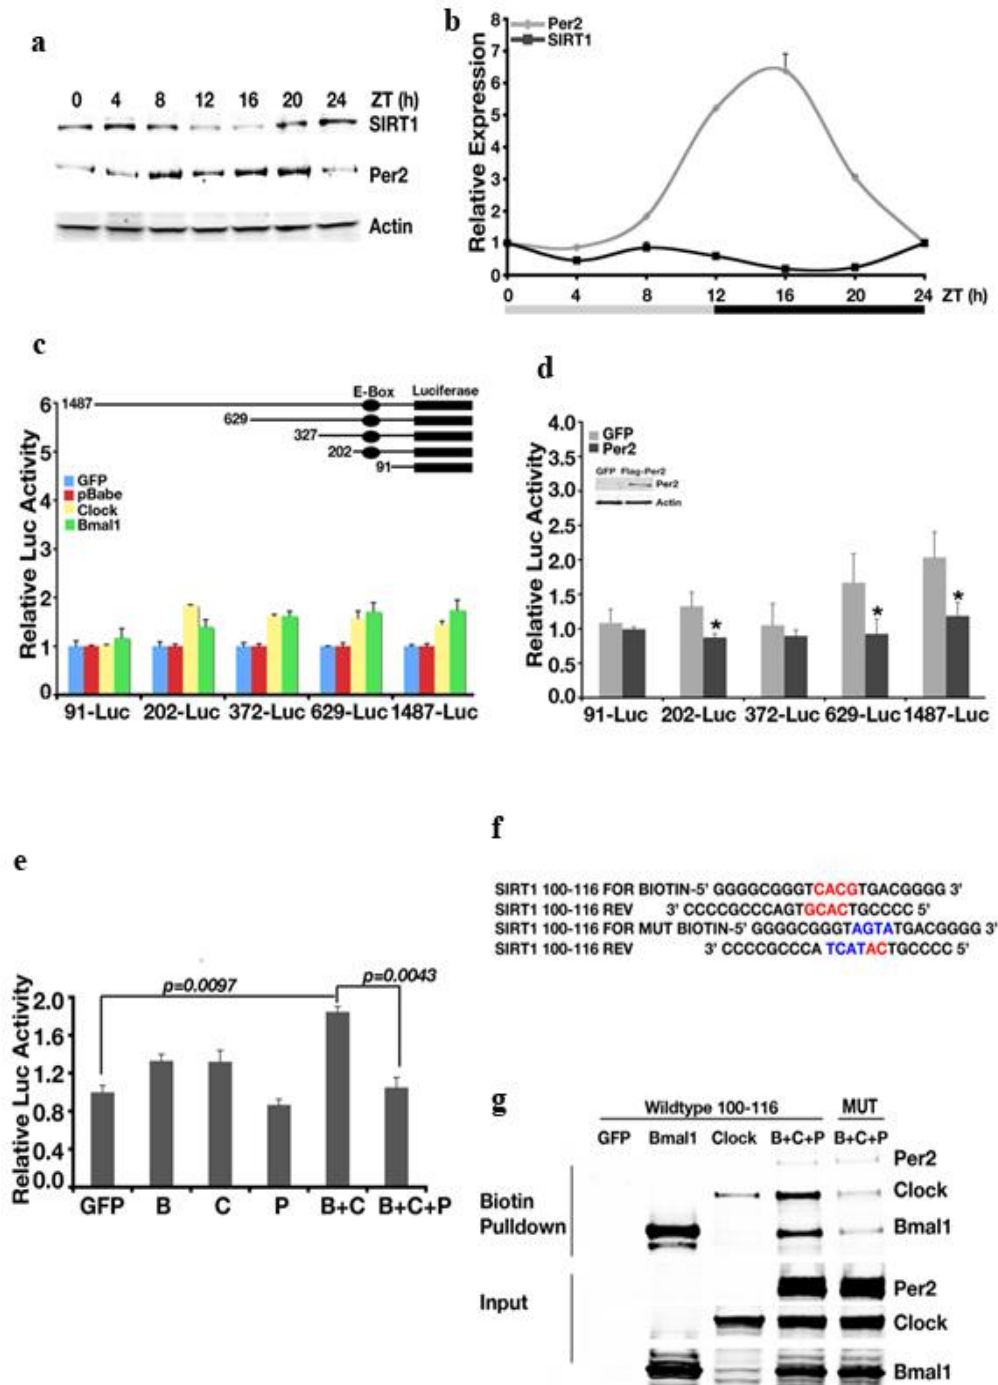 a
0 4 8 12 16 20 24 ZT (h)
SIRT1
Per2
Actin
b
Per2
SIRT1
Relative Expression
8
7
6
5
4
3
2
1
0
0 4 8 12 16 20 24 ZT (h)
c
E-Box Luciferase
1487
629
327
202
91
GFP
pBabe
Clock
Bmal1
Relative Luc Activity
6
5
4
3
2
1
0
91-Luc 202-Luc 372-Luc 629-Luc 1487-Luc
d
GFP
Per2
GFP Flag-Per2
Per2
Actin
Relative Luc Activity
4.0
3.5
3.0
2.5
2.0
1.5
1.0
0.5
0.0
* * *
91-Luc 202-Luc 372-Luc 629-Luc 1487-Luc
e
p=0.0097
p=0.0043
Relative Luc Activity
2.0
1.6
1.2
0.8
0.4
0.0
GFP B C P B+C B+C+P
f
SIRT1 100-116 FOR BIOTIN-5' GGGGCGGGTCACGTGACGGGG 3'
SIRT1 100-116 REV 3' CCCCGCCCAGTGCACTGCCCC 5'
SIRT1 100-116 FOR MUT BIOTIN-5' GGGGCGGGTAGTATGACGGGG 3'
SIRT1 100-116 REV 3' CCCCGCCCA TCATACTGCCCC 5'
g
Wildtype 100-116 MUT
GFP Bmal1 Clock B+C+P B+C+P
Biotin
Pulldown
Per2
Clock
Bmal1
Input
Per2
Clock
Bmal1